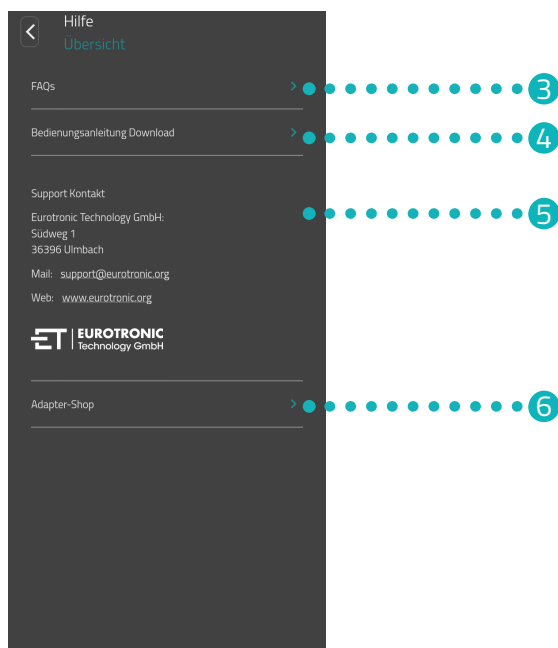 Hilfe
Übersicht
FAQs
3
Bedienungsanleitung Download
4
Support Kontakt
Eurotronic Technology GmbH:
5
Südweg 1
36396 Ulmbach
Mail: support@eurotronic.org
Web: www.eurotronic.org
ET EUROTRONIC
Technology GmbH
Adapter-Shop
6